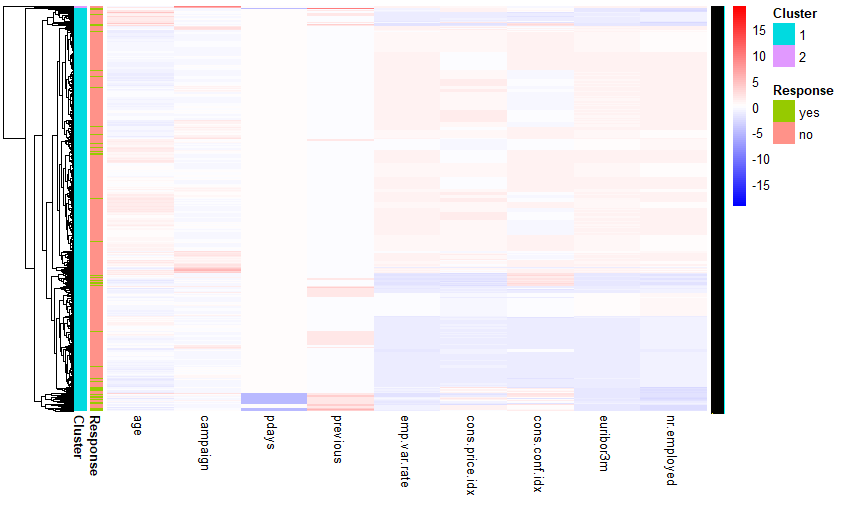 Cluster
1
2
Response
yes
no
15
10
5
0
-5
-10
-15
Cluster
Response
age
campaign
pdays
previous
emp.var.rate
cons.price.idx
cons.conf.idx
euribor3m
nr.employed